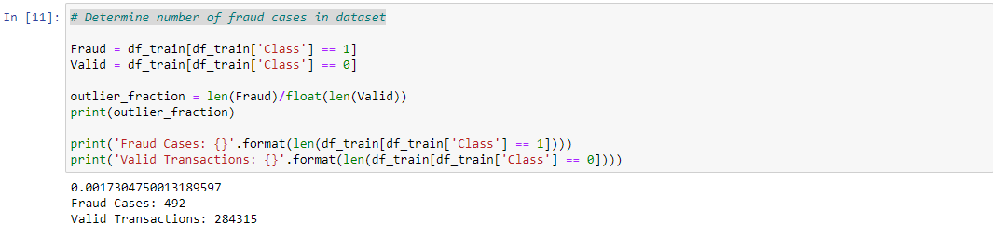 In [11]: # Determine number of fraud cases in dataset
Fraud = df_train[df_train['Class'] == 1]
Valid = df_train[df_train['Class'] == 0]
outlier_fraction = len(Fraud)/float(len(Valid))
print(outlier_fraction)
print('Fraud Cases: {}'.format(len(df_train[df_train['Class'] == 1])))
print('Valid Transactions: {}'.format(len(df_train[df_train['Class'] == 0])))
0.0017304750013189597
Fraud Cases: 492
Valid Transactions: 284315